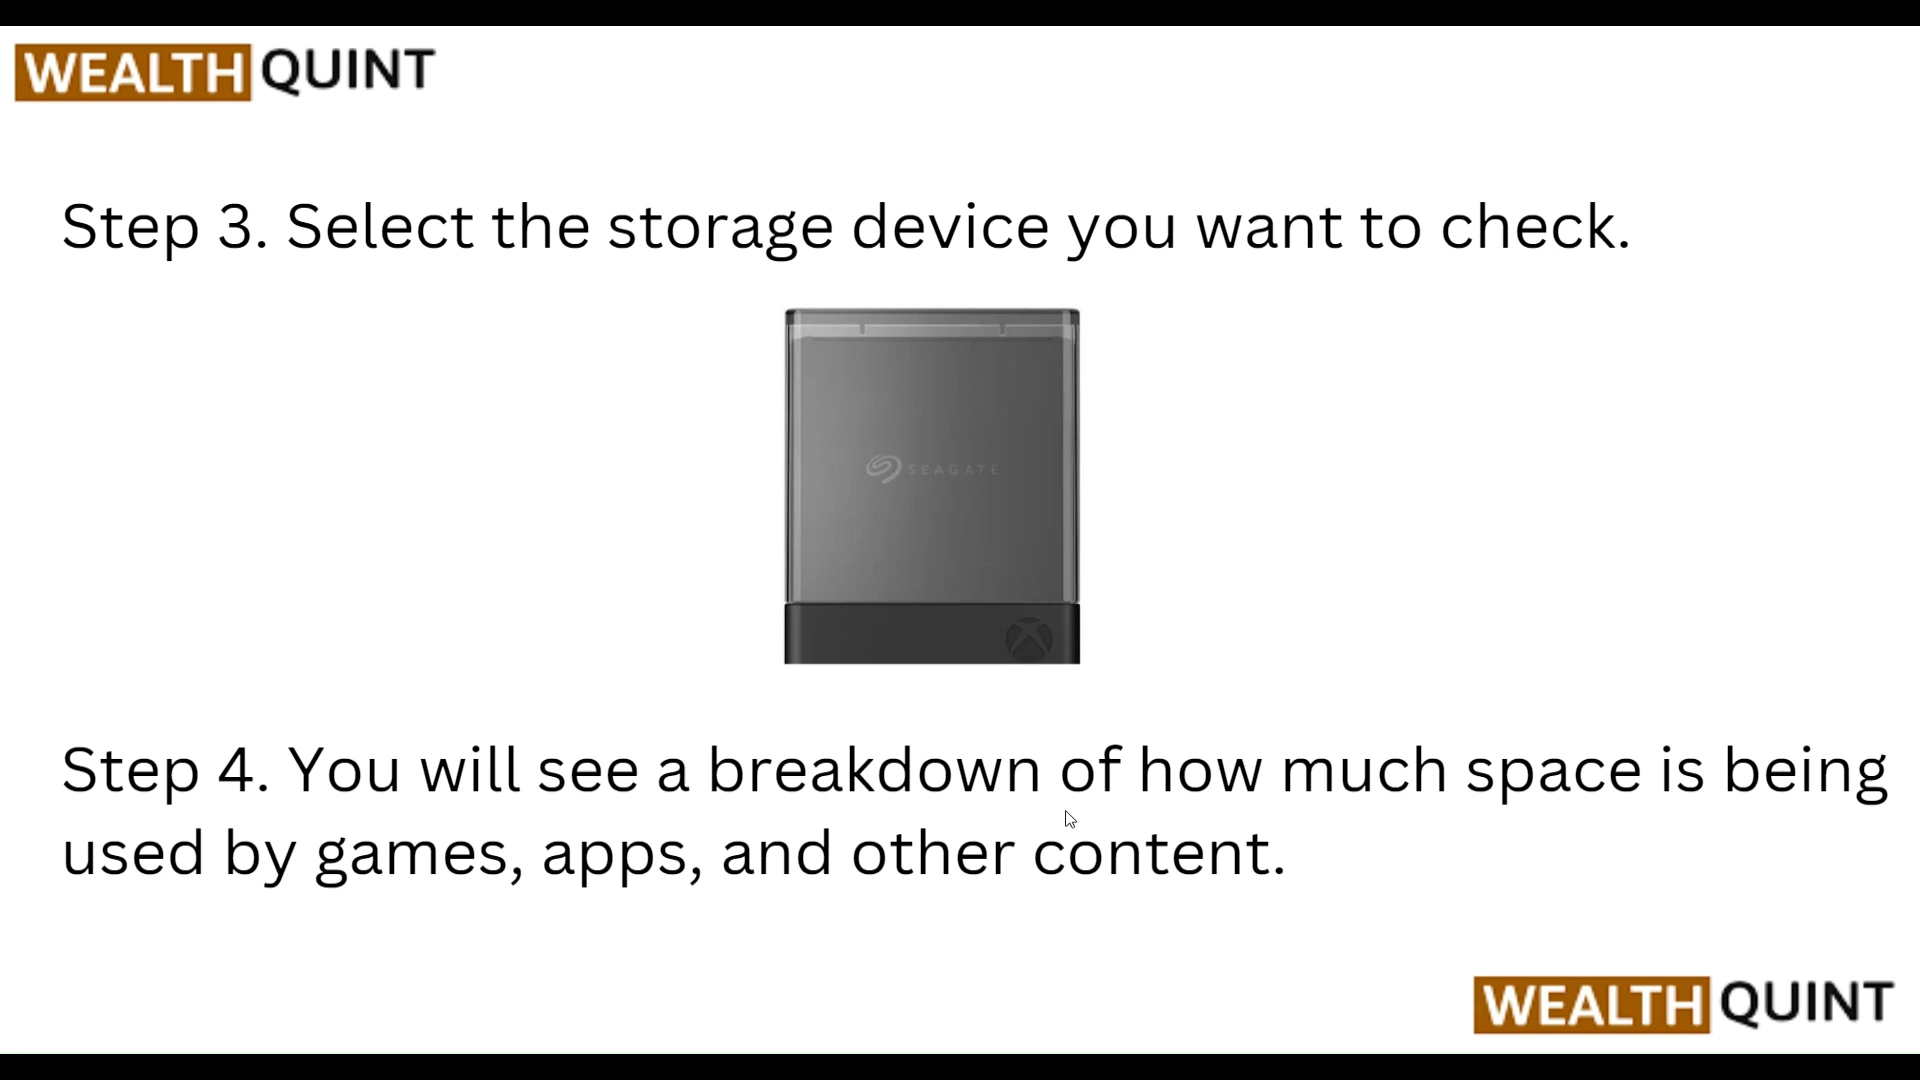 WEALTH QUINT
Step 3. Select the storage device you want to check.
SEAGATE
Step 4. You will see a breakdown of how much space is being
used by games, apps, and other content.
WEALTH QUINT